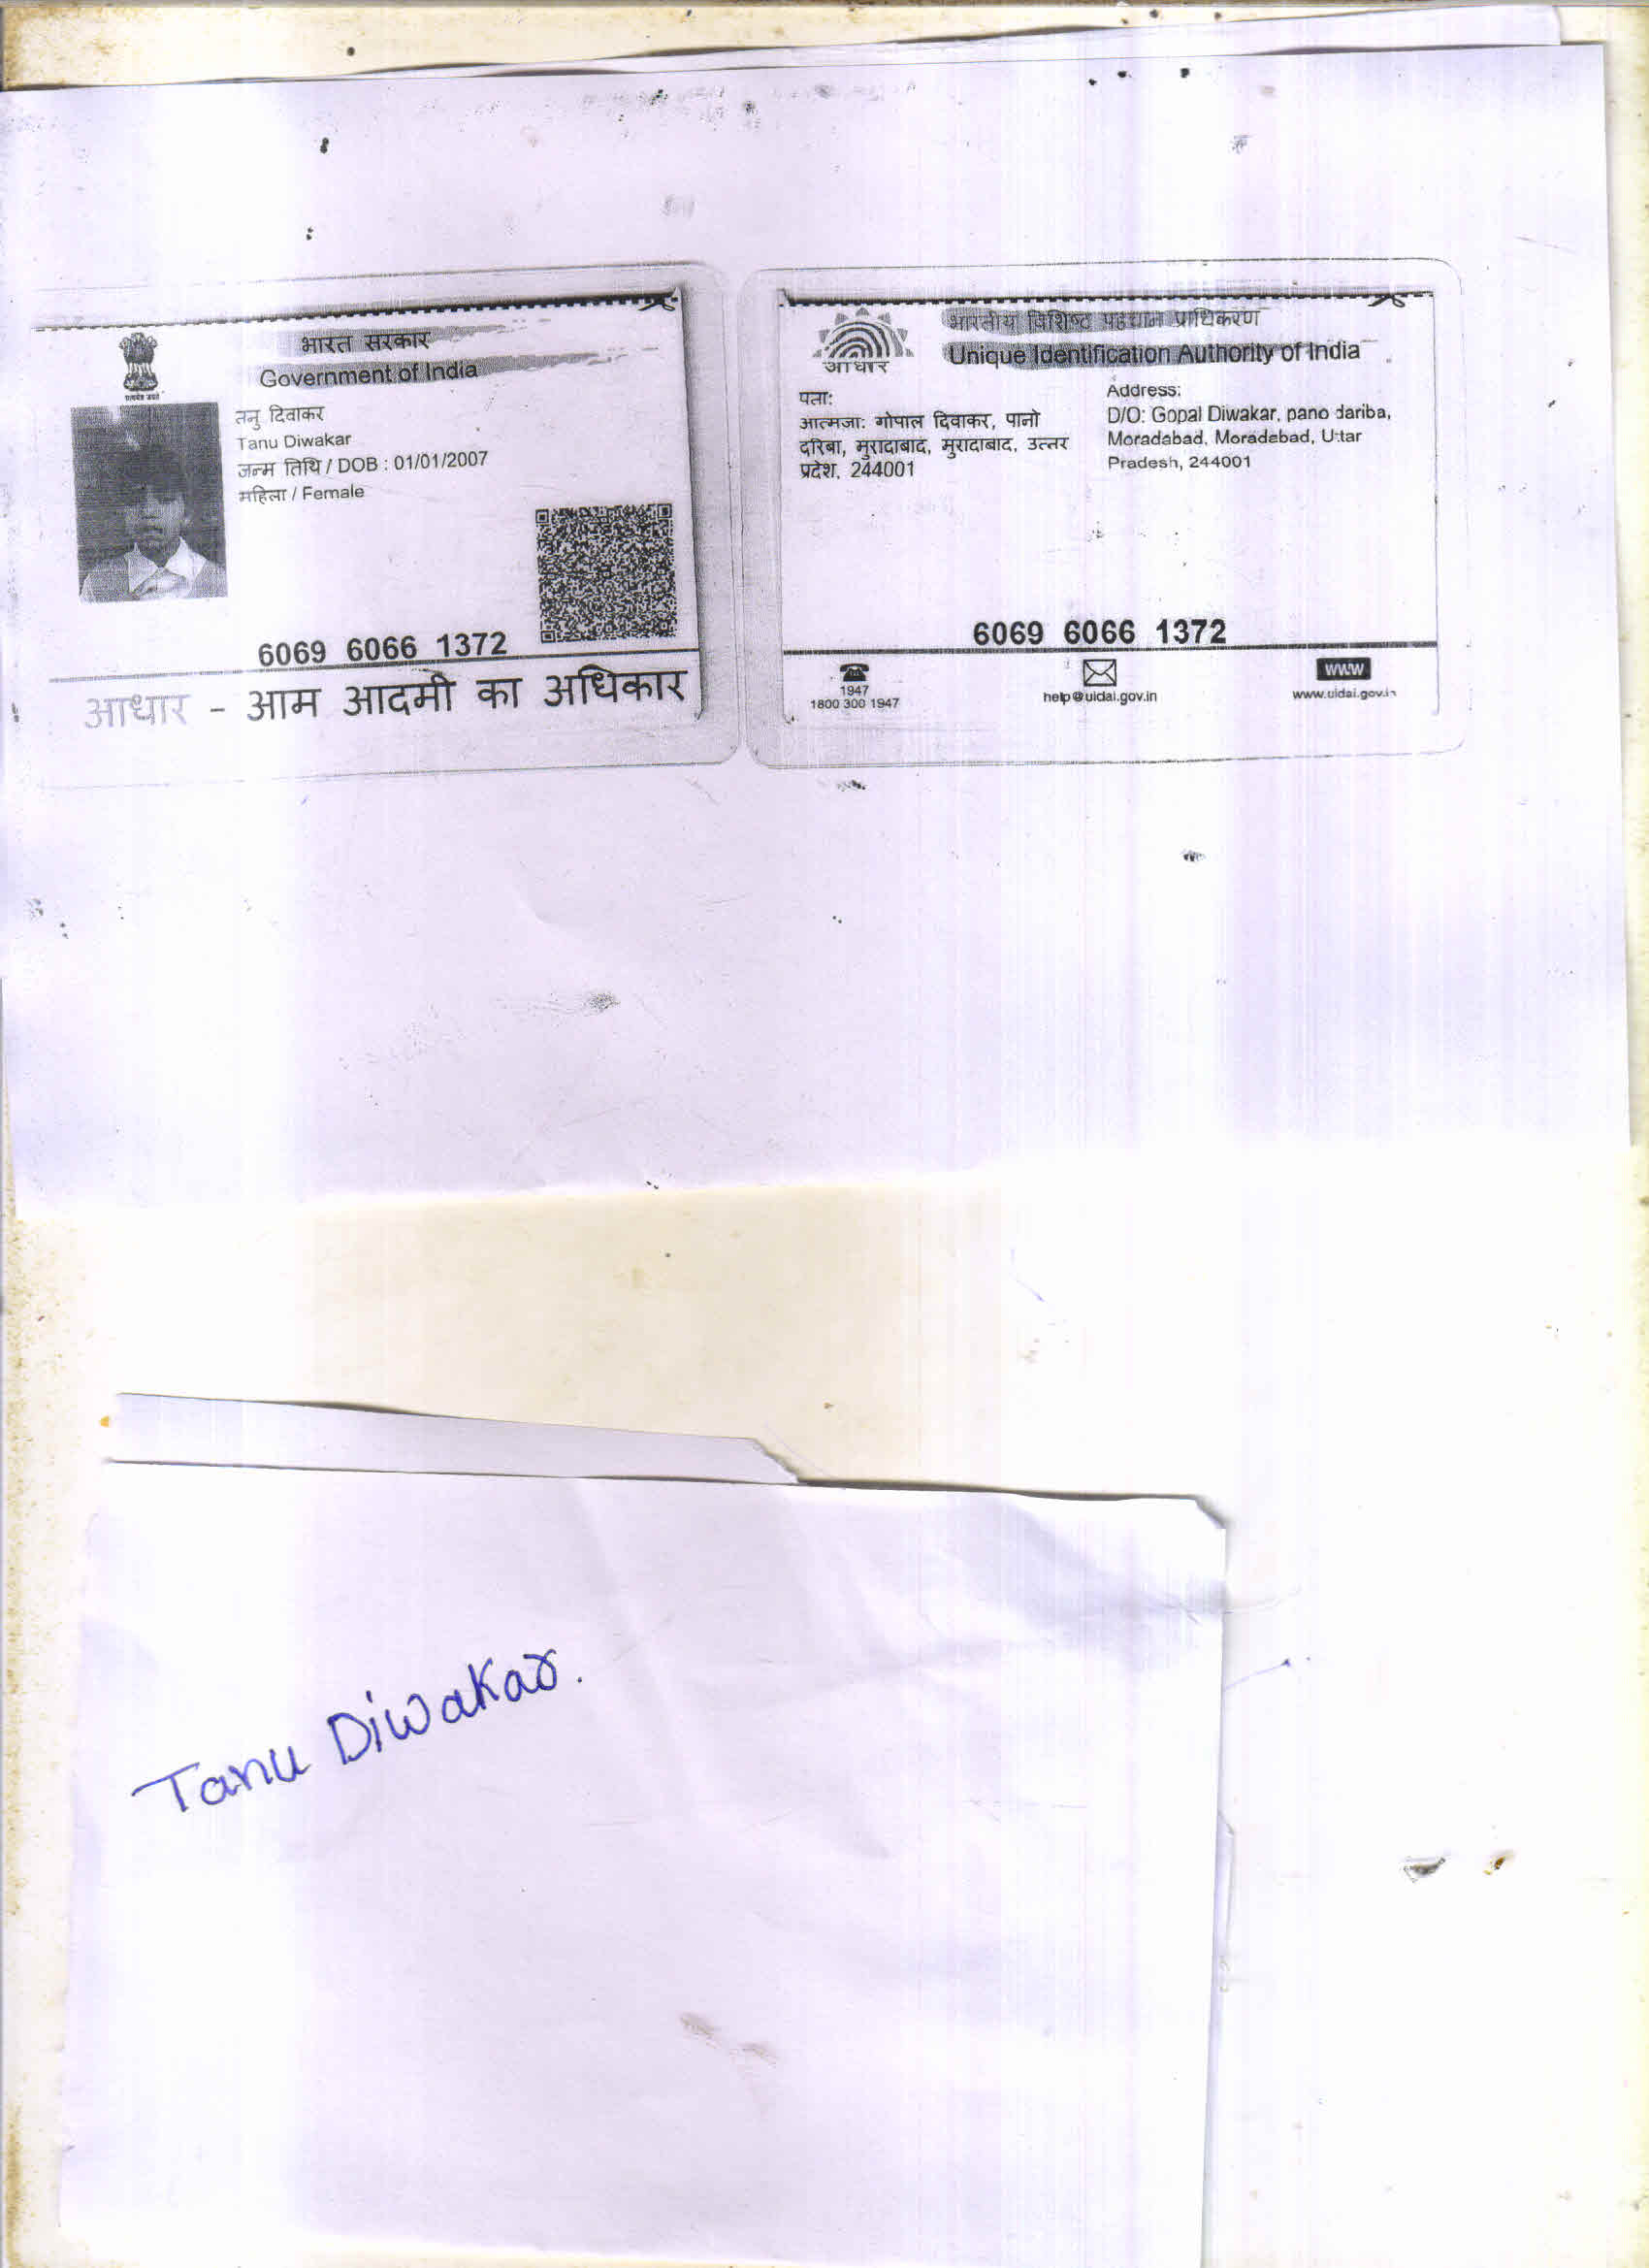 भारत सरकार
Government of India
तनु दिवाकर
Tanu Diwakar
जन्म तिथि / DOB : 01/01/2007
महिला / Female
6069 6066 1372
आधार - आम आदमी का अधिकार
भारतीय विशिष्ट पहचान प्राधिकरण
Unique Identification Authority of India
आधार
पता:
आत्मजा: गोपाल दिवाकर, पानो
दरिबा, मुरादाबाद, मुरादाबाद, उत्तर
प्रदेश, 244001
Address:
D/O: Gopal Diwakar, pano dariba,
Moradabad, Moradabad, Uttar
Pradesh, 244001
6069 6066 1372
1947
1800 300 1947
help@uidai.gov.in
www
www.uidai.gov.in
Tanu Diwakar.